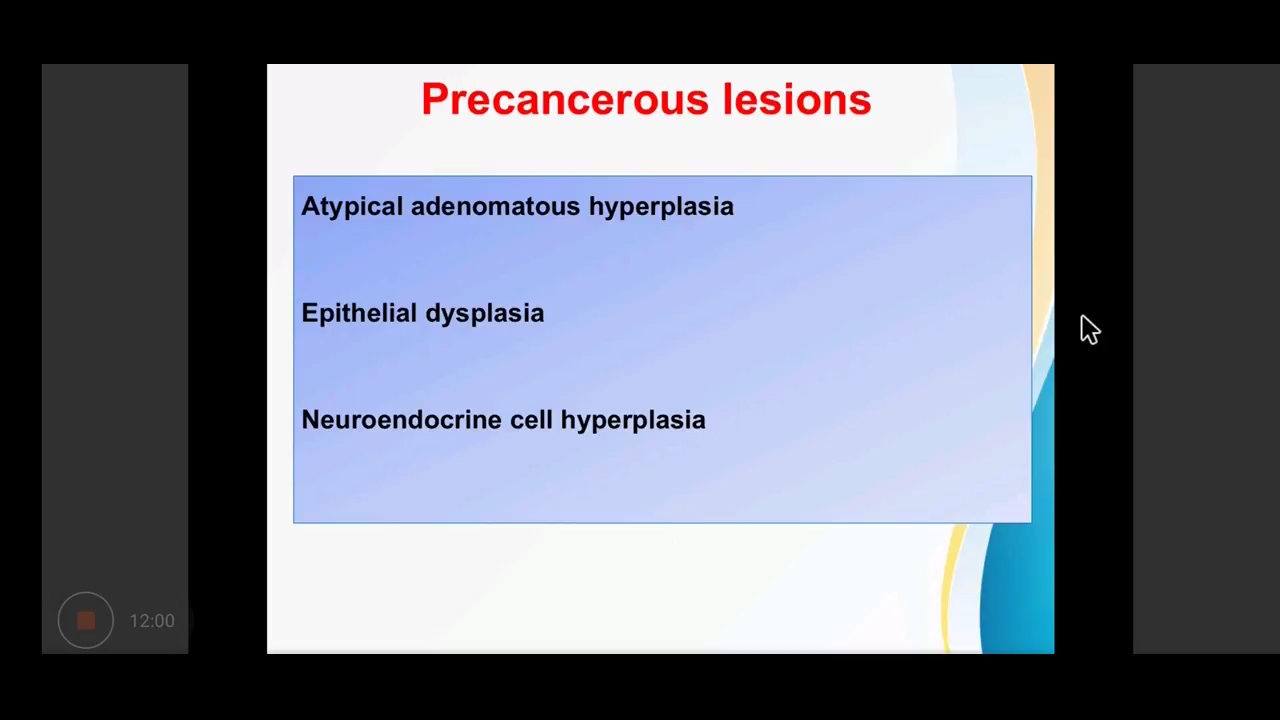 Precancerous lesions
Atypical adenomatous hyperplasia
Epithelial dysplasia
Neuroendocrine cell hyperplasia
12:00